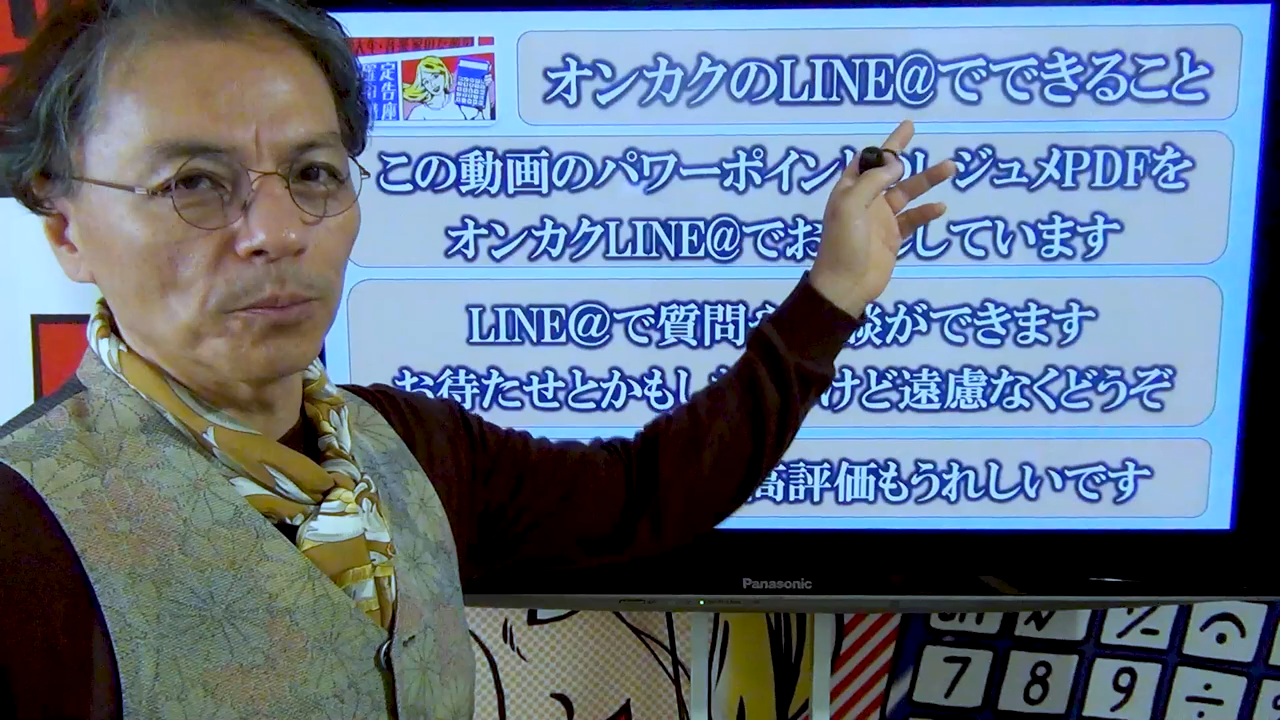 オンカクのLINE@でできること
この動画のパワーポイン のレジュメPDFを
オンカクLINE@でお ししています
LINE@で質問 談ができます
お待たせとかもし けど遠慮なくどうぞ
高評価もうれしいです
Panasonic
7 8 9 ÷